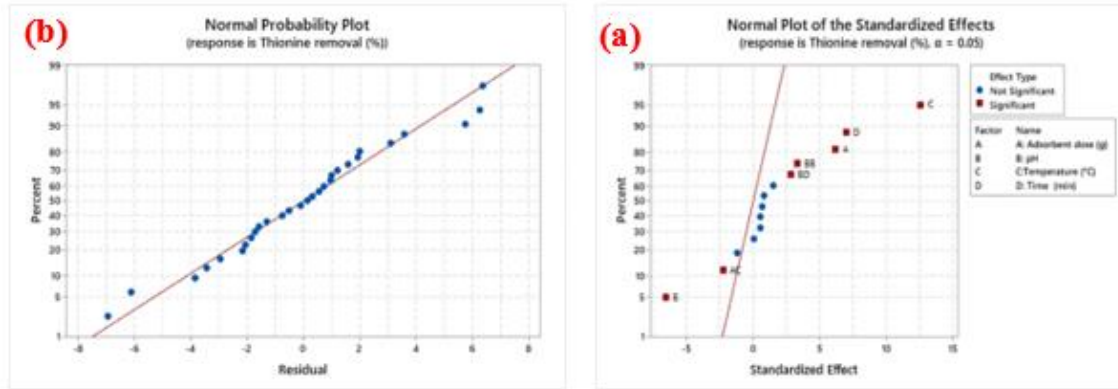 (b)
Normal Probability Plot
(response is Thionine removal (%))
Percent
99
95
90
80
70
60
50
40
30
20
10
5
1
-8
-6
-4
-2
0
2
4
6
8
Residual
(a)
Normal Plot of the Standardized Effects
(response is Thionine removal (%), α = 0.05)
Percent
99
95
90
80
70
60
50
40
30
20
10
5
1
C
D
A
BB
BD
AC
B
-5
0
5
10
15
Standardized Effect
Effect Type
Not Significant
Significant
Factor Name
A A: Adsorbent dose (g)
B B: pH
C C:Temperature (°C)
D D: Time (min)